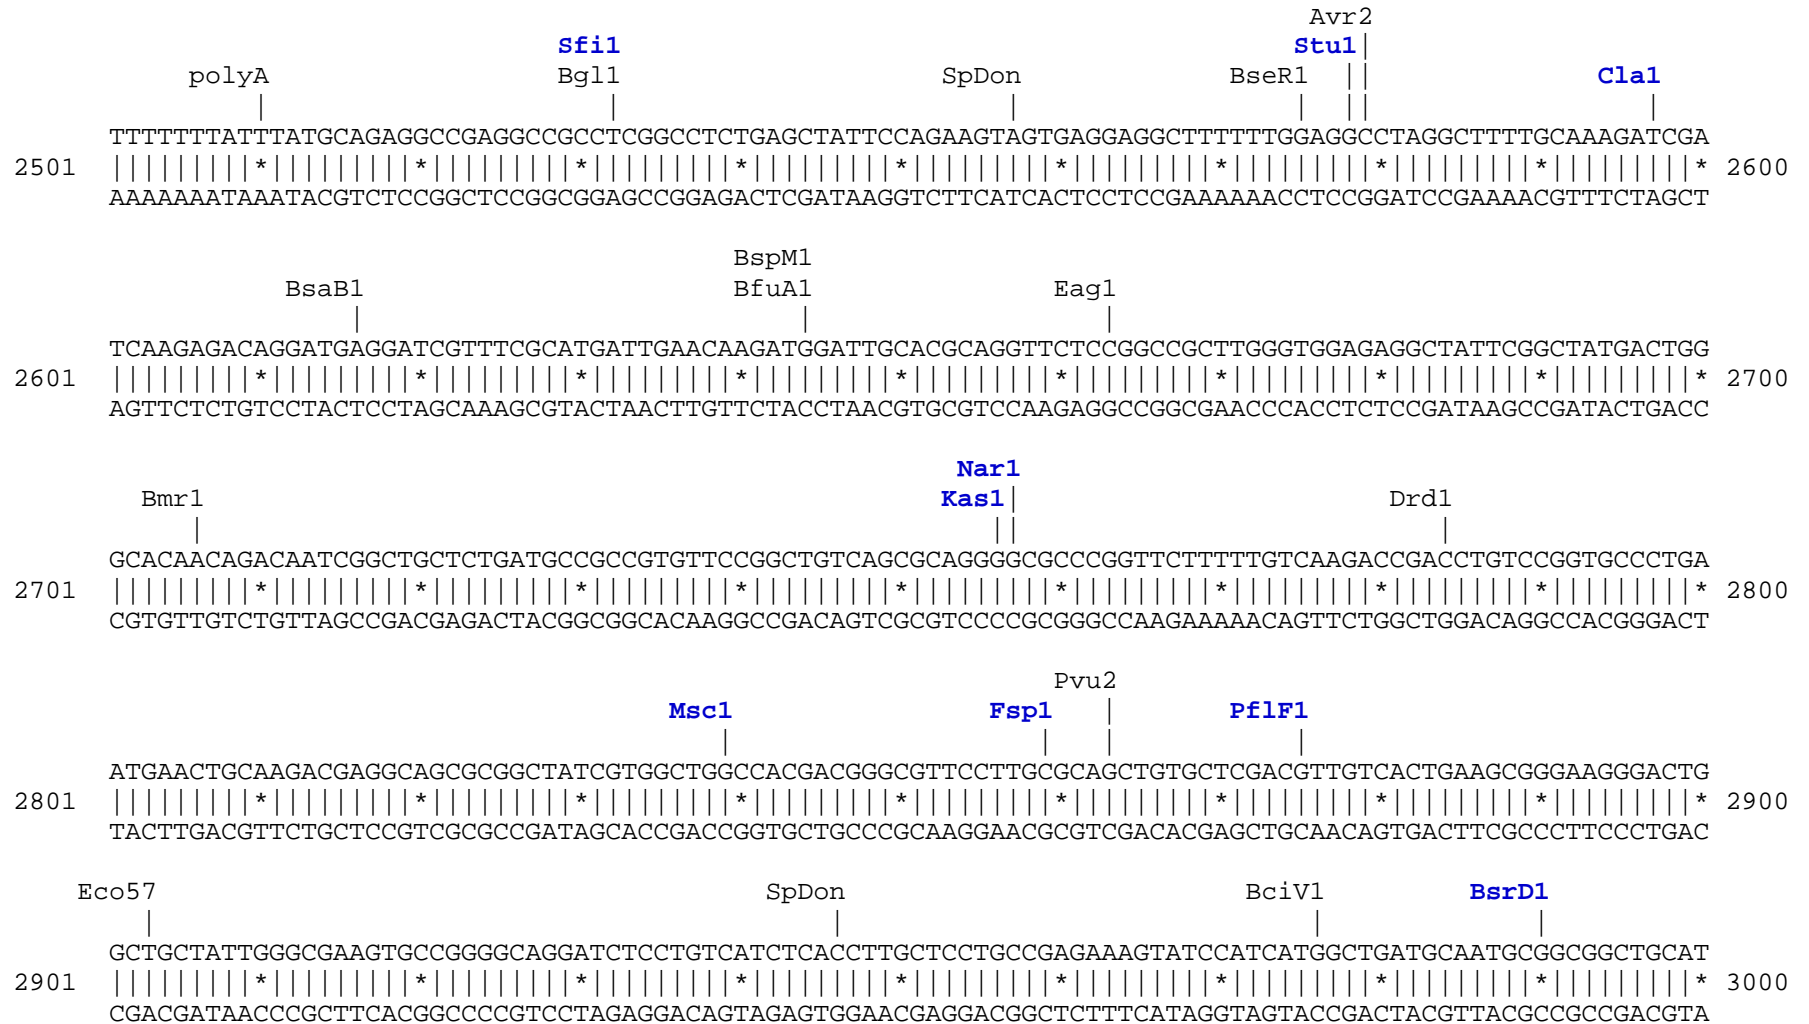 Avr2
Sfi1 Stu1|
polyA Bgl1 SpDon BseR1 || Cla1
| | | | || |
TTTTTTTATTTATGCAGAGGCCGAGGCCGCCTCGGCCTCTGAGCTATTCCAGAAGTAGTGAGGAGGCTTTTTTGGAGGCCTAGGCTTTTGCAAAGATCGA
2501 |||||||||*|||||||||*|||||||||*|||||||||*|||||||||*|||||||||*|||||||||*|||||||||*|||||||||*|||||||||* 2600
AAAAAAATAAATACGTCTCCGGCTCCGGCGGAGCCGGAGACTCGATAAGGTCTTCATCACTCCTCCGAAAAAACCTCCGGATCCGAAAACGTTTCTAGCT
BspM1
BsaB1 BfuA1 Eag1
| | |
TCAAGAGACAGGATGAGGATCGTTTCGCATGATTGAACAAGATGGATTGCACGCAGGTTCTCCGGCCGCTTGGGTGGAGAGGCTATTCGGCTATGACTGG
2601 |||||||||*|||||||||*|||||||||*|||||||||*|||||||||*|||||||||*|||||||||*|||||||||*|||||||||*|||||||||* 2700
AGTTCTCTGTCCTACTCCTAGCAAAGCGTACTAACTTGTTCTACCTAACGTGCGTCCAAGAGGCCGGCGAACCCACCTCTCCGATAAGCCGATACTGACC
Nar1
Bmr1 Kas1| Drd1
| || |
GCACAACAGACAATCGGCTGCTCTGATGCCGCCGTGTTCCGGCTGTCAGCGCAGGGGCGCCCGGTTCTTTTTGTCAAGACCGACCTGTCCGGTGCCCTGA
2701 |||||||||*|||||||||*|||||||||*|||||||||*|||||||||*|||||||||*|||||||||*|||||||||*|||||||||*|||||||||* 2800
CGTGTTGTCTGTTAGCCGACGAGACTACGGCGGCACAAGGCCGACAGTCGCGTCCCCGCGGGCCAAGAAAAACAGTTCTGGCTGGACAGGCCACGGGACT
Pvu2
Msc1 Fsp1 | PflF1
| | | |
ATGAACTGCAAGACGAGGCAGCGCGGCTATCGTGGCTGGCCACGACGGGCGTTCCTTGCGCAGCTGTGCTCGACGTTGTCACTGAAGCGGGAAGGGACTG
2801 |||||||||*|||||||||*|||||||||*|||||||||*|||||||||*|||||||||*|||||||||*|||||||||*|||||||||*|||||||||* 2900
TACTTGACGTTCTGCTCCGTCGCGCCGATAGCACCGACCGGTGCTGCCCGCAAGGAACGCGTCGACACGAGCTGCAACAGTGACTTCGCCCTTCCCTGAC
Eco57 SpDon BciV1 BsrD1
| | | |
GCTGCTATTGGGCGAAGTGCCGGGGCAGGATCTCCTGTCATCTCACCTTGCTCCTGCCGAGAAAGTATCCATCATGGCTGATGCAATGCGGCGGCTGCAT
2901 |||||||||*|||||||||*|||||||||*|||||||||*|||||||||*|||||||||*|||||||||*|||||||||*|||||||||*|||||||||* 3000
CGACGATAACCCGCTTCACGGCCCCGTCCTAGAGGACAGTAGAGTGGAACGAGGACGGCTCTTTCATAGGTAGTACCGACTACGTTACGCCGCCGACGTA